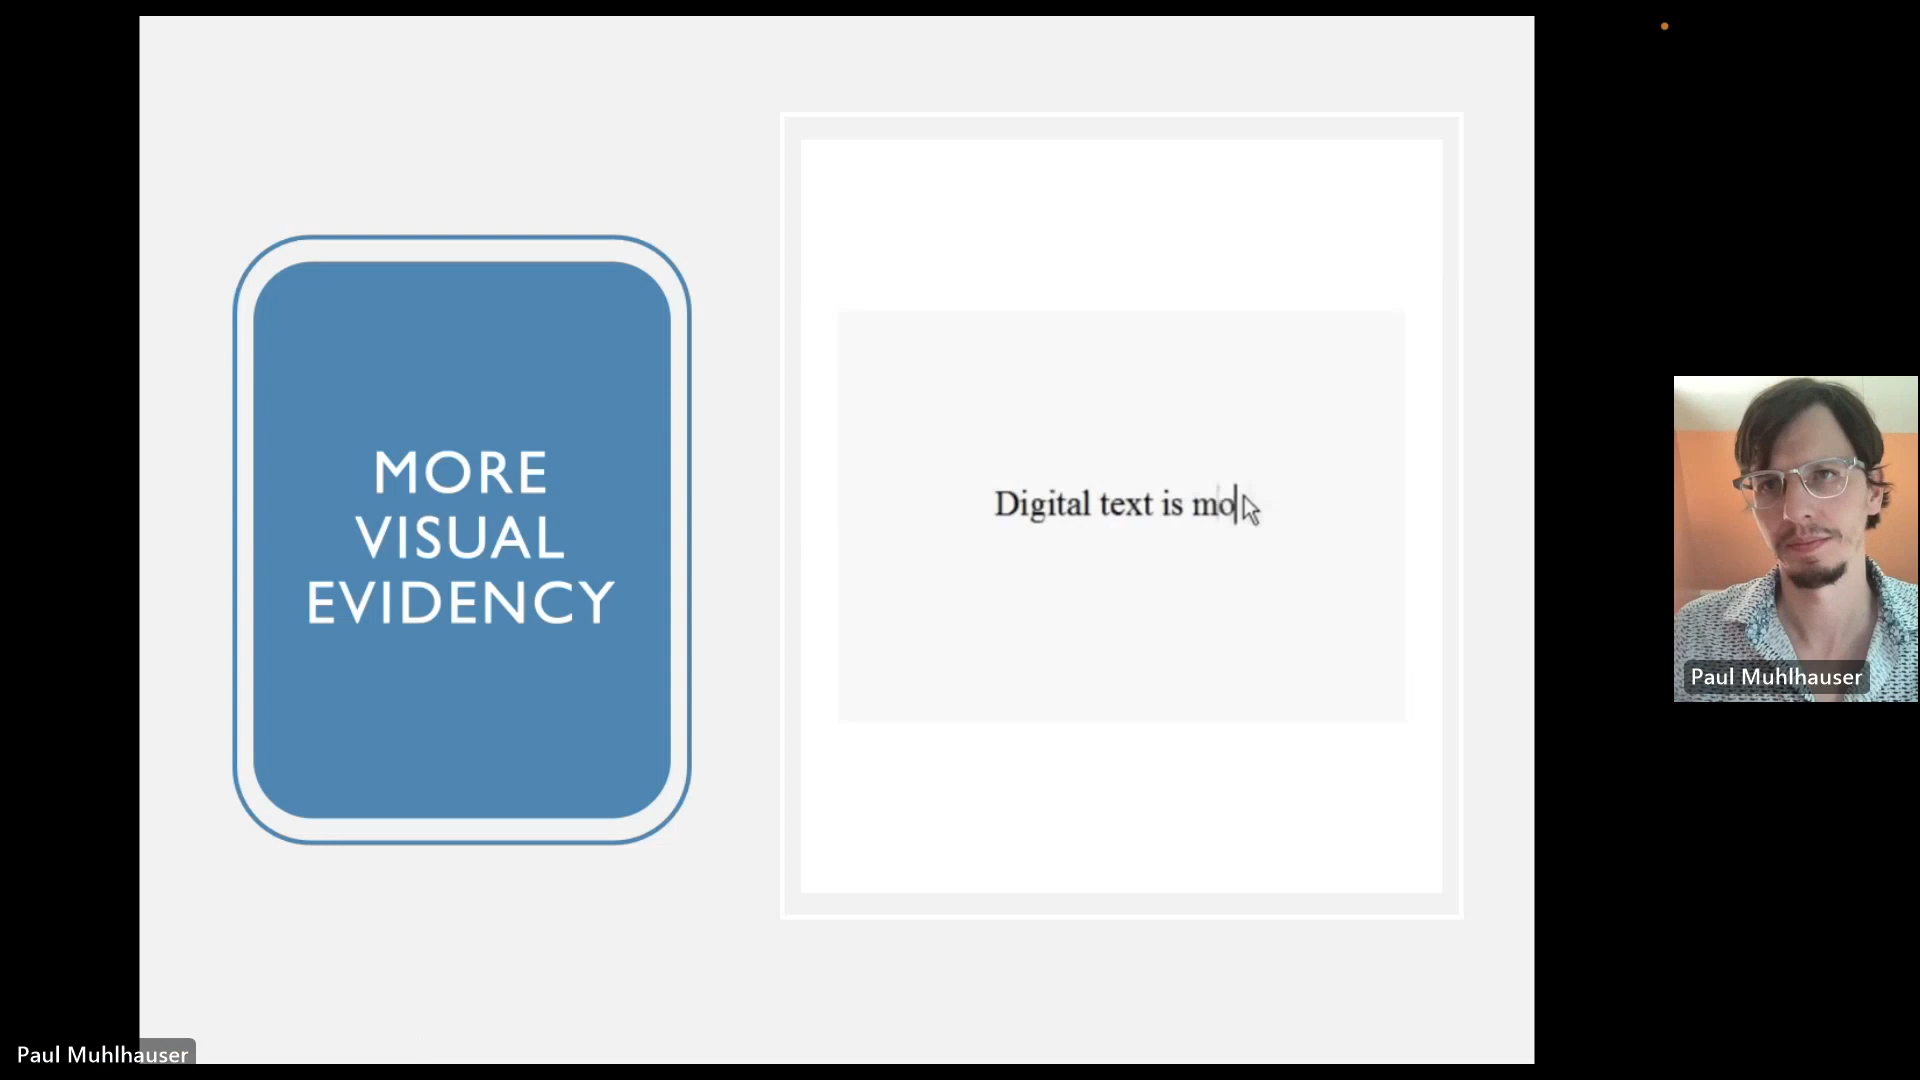 MORE
VISUAL
EVIDENCY
Digital text is mo
Paul Muhlhauser
Paul Muhlhauser